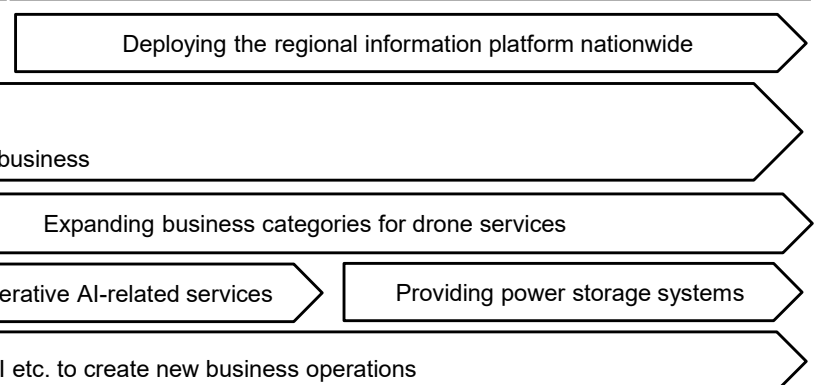 Deploying the regional information platform nationwide
business
Expanding business categories for drone services
erative AI-related services
Providing power storage systems
etc. to create new business operations